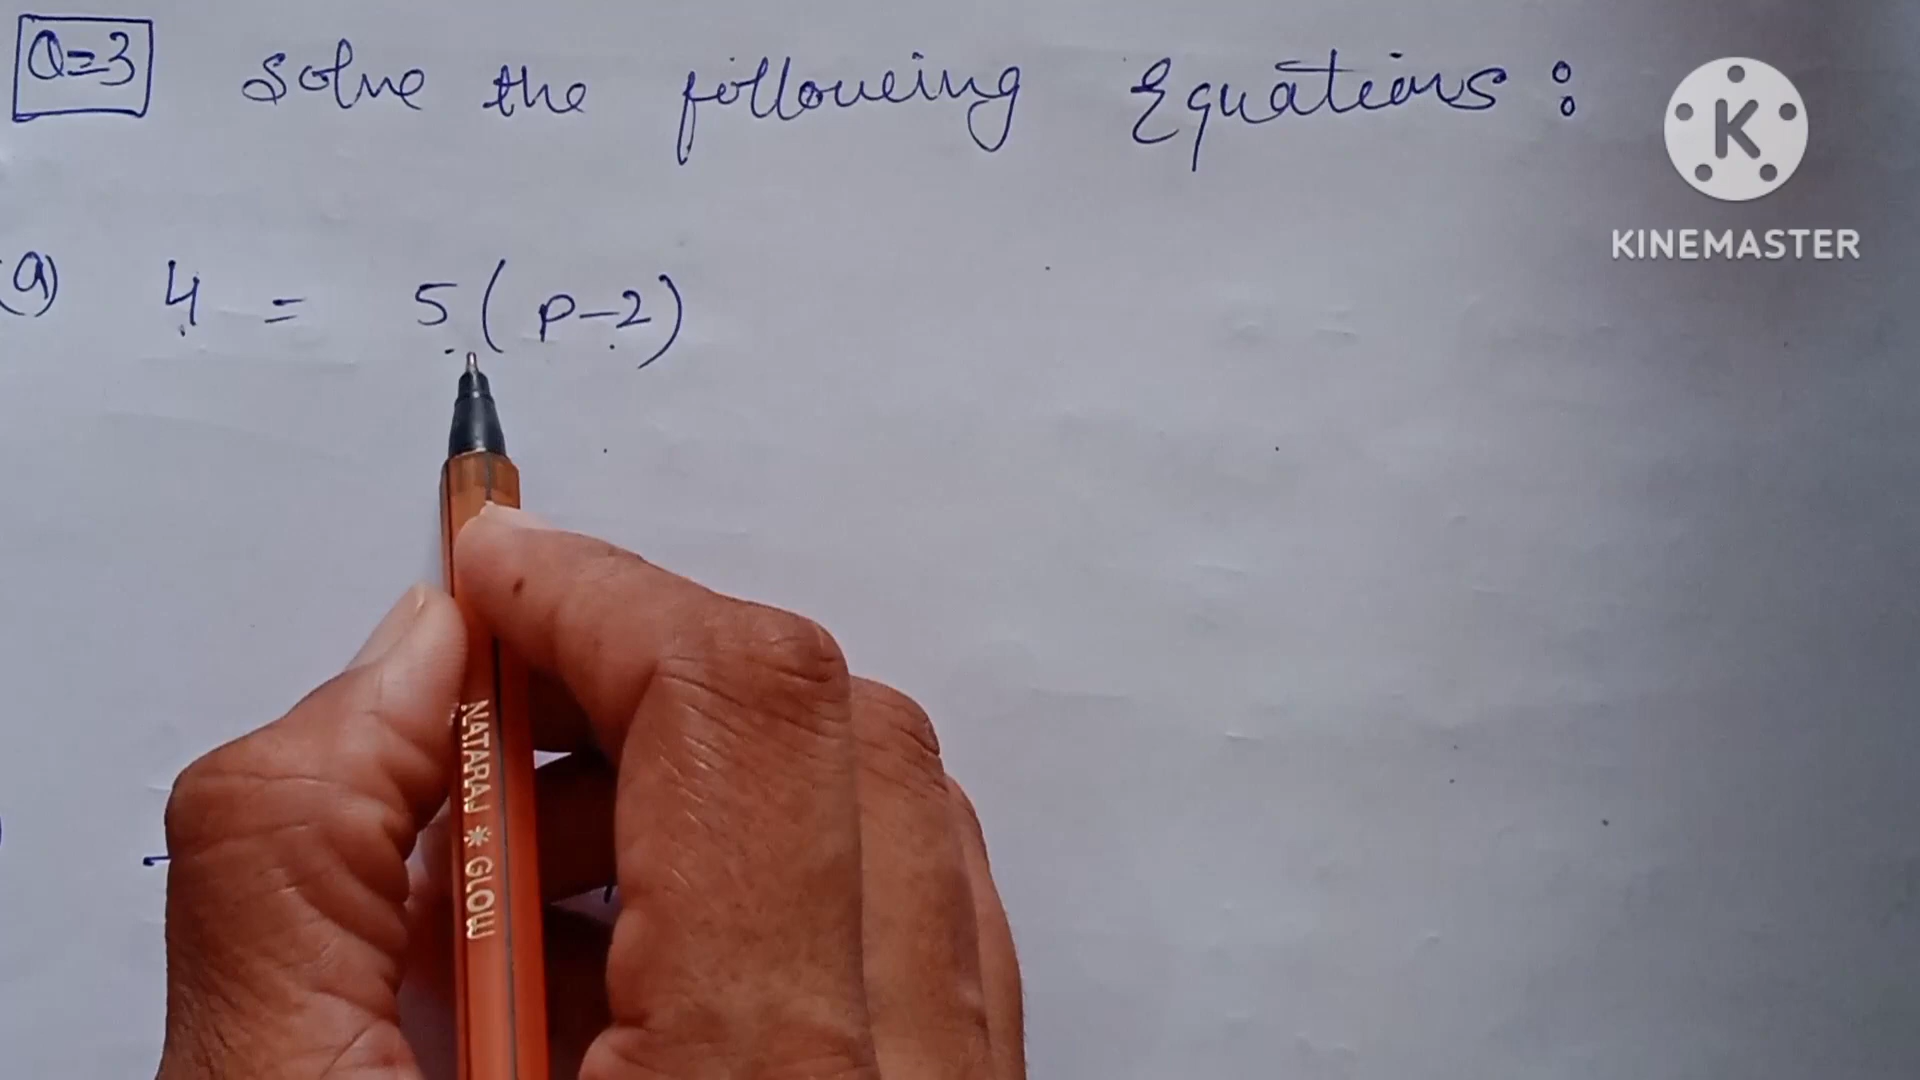 Q=3 Solve the following Equations :
K
KINEMASTER
a) 4 = 5(p-2)
NATARAJ * GLOW